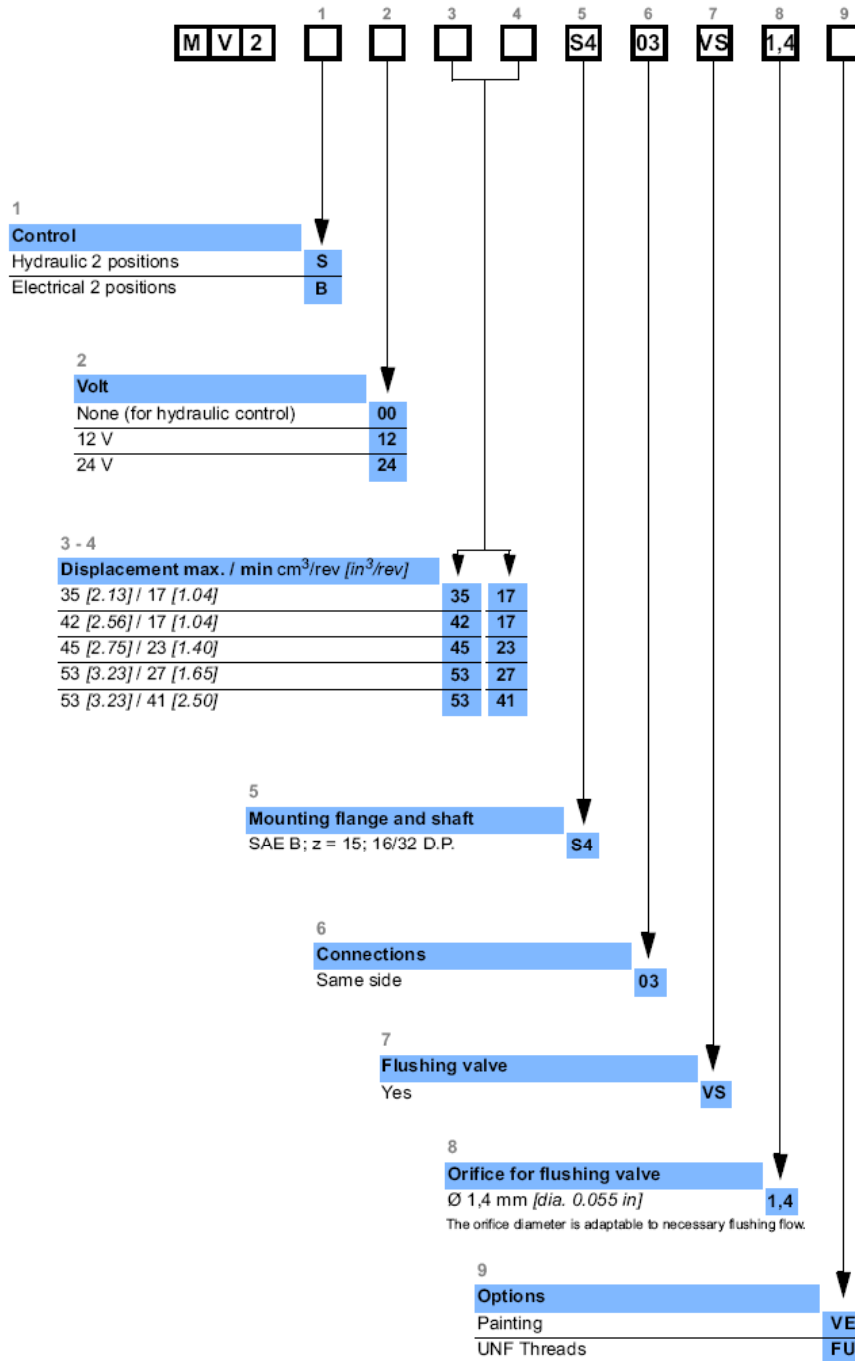 1 2 3 4 5 6 7 8 9
M V 2 S4 03 VS 1,4
1
Control
Hydraulic 2 positions S
Electrical 2 positions B
2
Volt
None (for hydraulic control) 00
12 V 12
24 V 24
3 - 4
Displacement max. / min cm³/rev [in³/rev]
35 [2.13] / 17 [1.04] 35 17
42 [2.56] / 17 [1.04] 42 17
45 [2.75] / 23 [1.40] 45 23
53 [3.23] / 27 [1.65] 53 27
53 [3.23] / 41 [2.50] 53 41
5
Mounting flange and shaft
SAE B; z = 15; 16/32 D.P. S4
6
Connections
Same side 03
7
Flushing valve
Yes VS
8
Orifice for flushing valve
Ø 1,4 mm [dia. 0.055 in] 1,4
The orifice diameter is adaptable to necessary flushing flow.
9
Options
Painting VE
UNF Threads FU